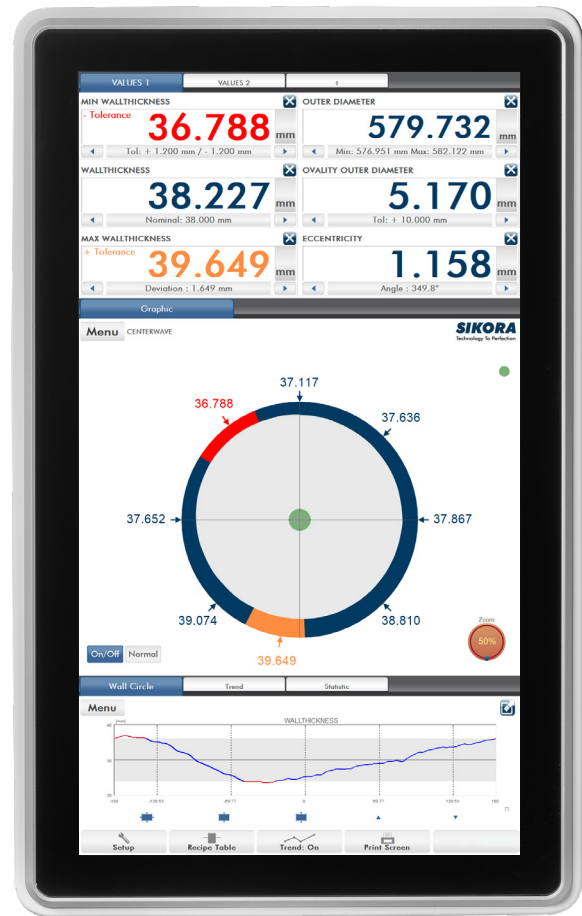 VALUES 1
VALUES 2
+
MIN WALLTHICKNESS
OUTER DIAMETER
- Tolerance
36.788 mm
579.732 mm
Tol: + 1.200 mm / - 1.200 mm
Min: 576.951 mm Max: 582.122 mm
WALLTHICKNESS
OVALITY OUTER DIAMETER
38.227 mm
5.170 mm
Nominal: 38.000 mm
Tol: + 10.000 mm
MAX WALLTHICKNESS
ECCENTRICITY
+ Tolerance
39.649 mm
1.158 mm
Deviation : 1.649 mm
Angle : 349.8°
Graphic
Menu CENTERWAVE
SIKORA
Technology To Perfection
37.117
36.788
37.636
37.652
37.867
39.074
38.810
39.649
Zoom
50%
On/Off Normal
Wall Circle
Trend
Statistic
Menu
WALLTHICKNESS
[mm]
Setup
Recipe Table
Trend: On
Print Screen